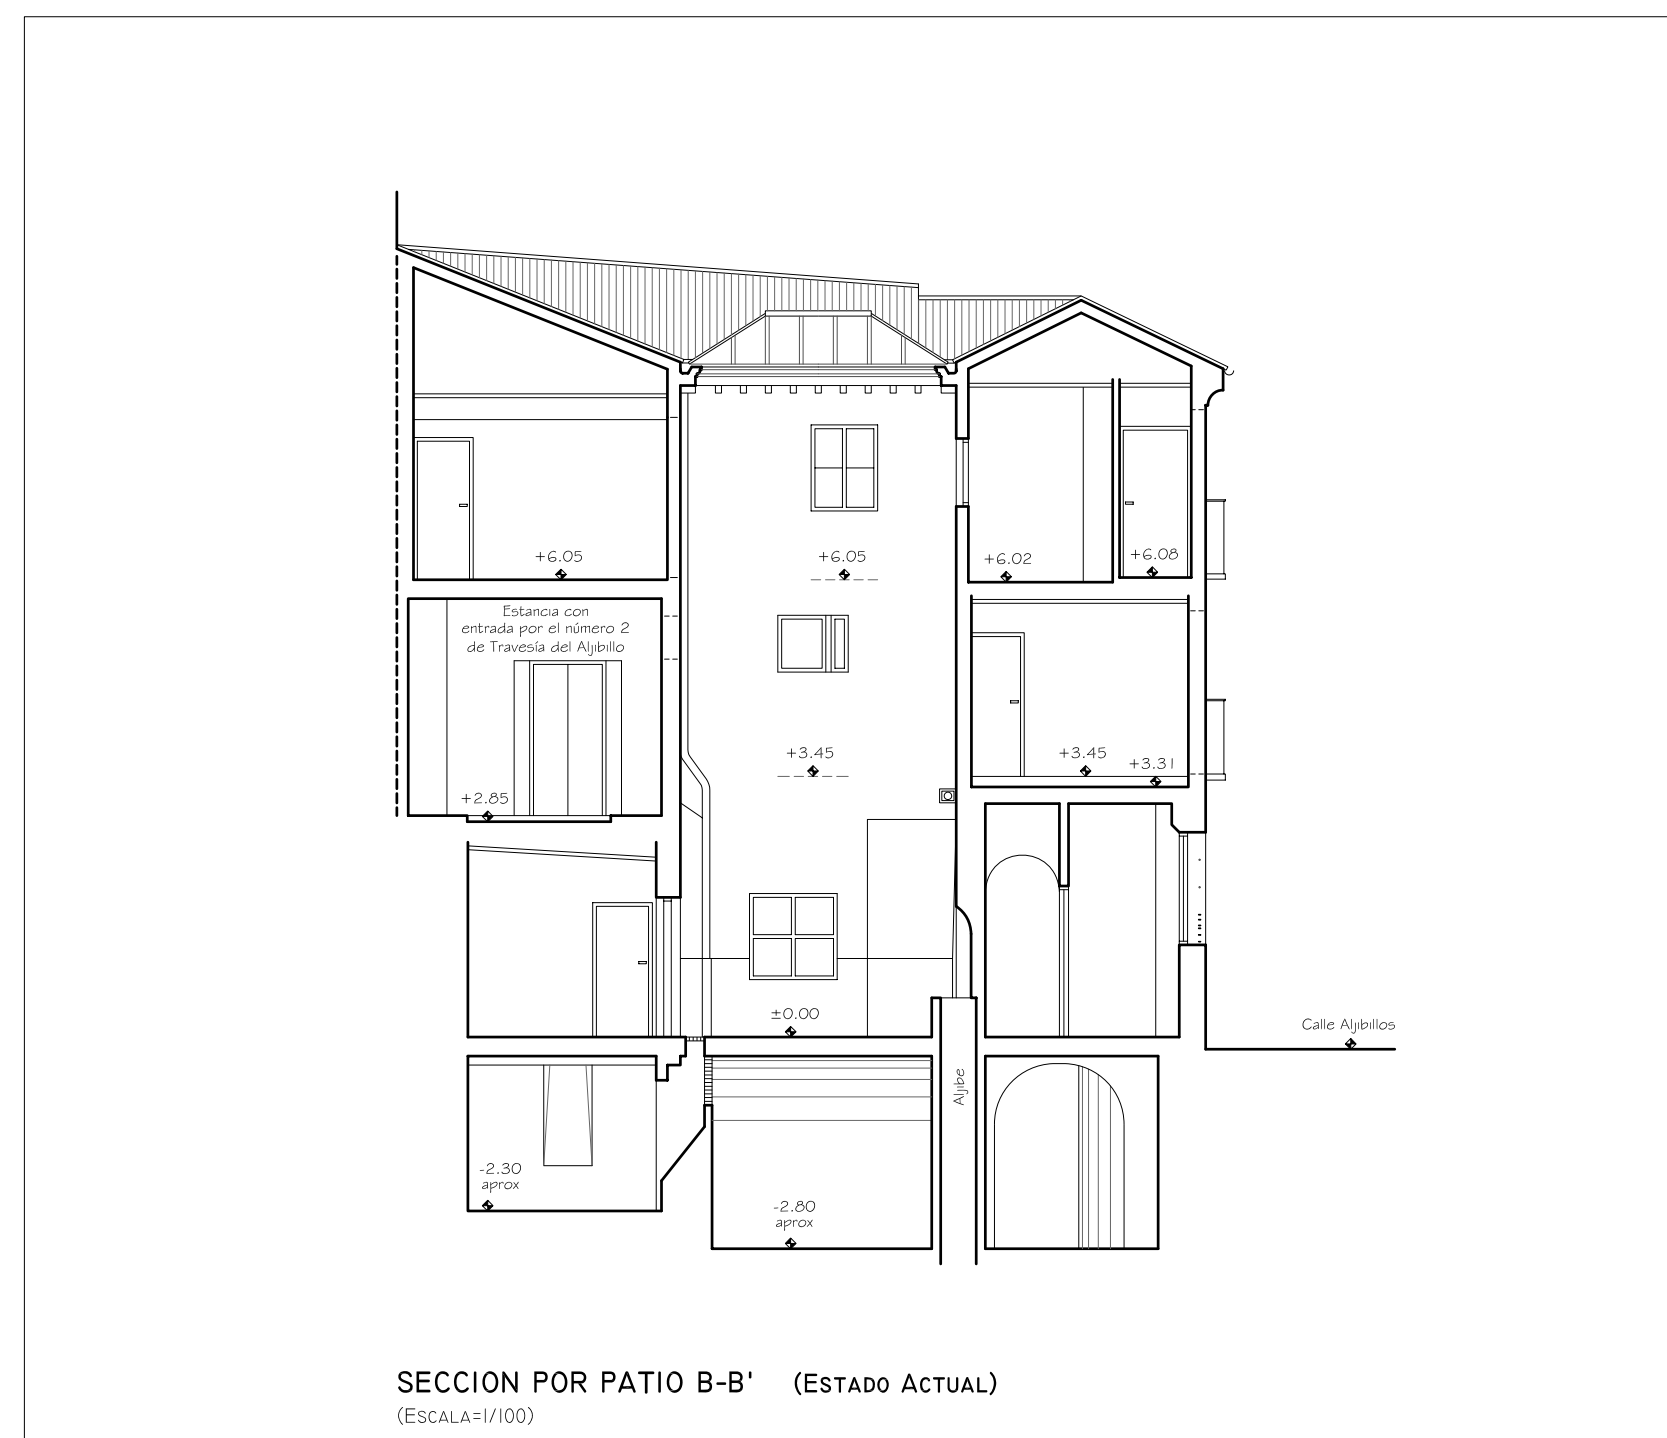 +6.05
+6.05
+6.02
+6.08
Estancia con
entrada por el número 2
de Travesía del Aljibillo
+3.45
+3.45
+3.31
+2.85
±0.00
Calle Aljibillos
Aljibe
-2.30
aprox
-2.80
aprox
SECCION POR PATIO B-B' (ESTADO ACTUAL)
(ESCALA=1/100)